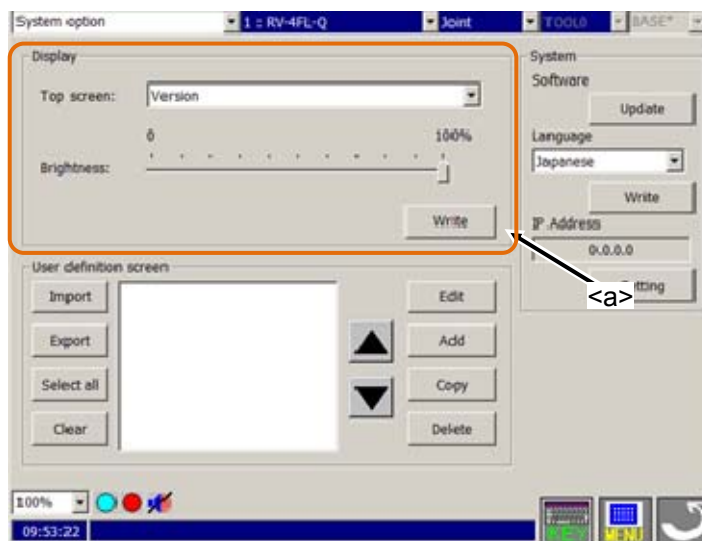 System option 1 : RV-4FL-Q Joint TOOL0 BASE*
Display
Top screen: Version
0 100%
Brightness:
Write
System
Software
Update
Language
Japanese
Write
IP Address
0.0.0.0
<a>
User definition screen
Import
Export
Select all
Clear
Edit
Add
Copy
Delete
100%
09:53:22
KEY MENU